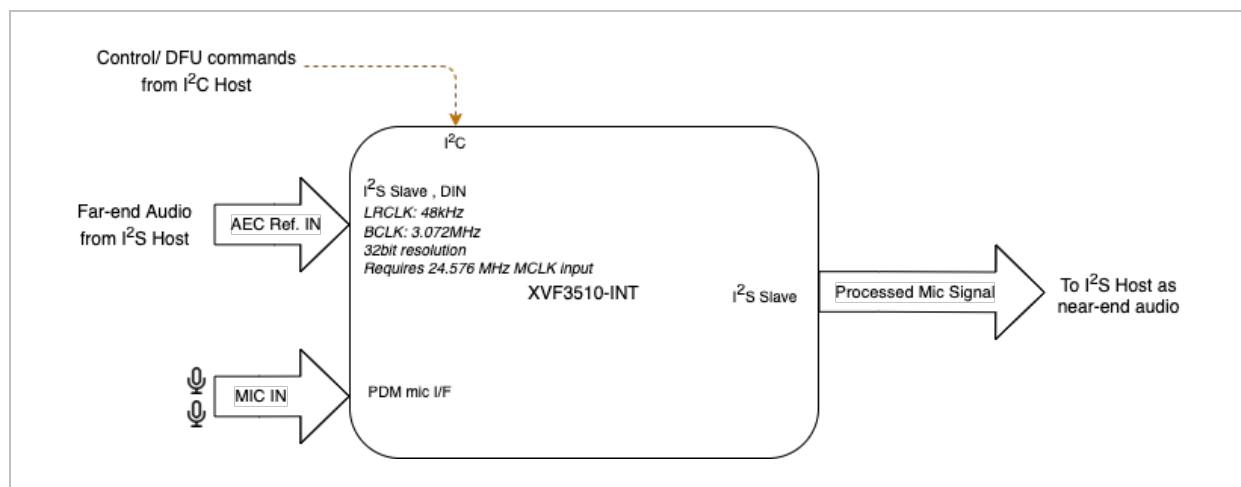 Control/ DFU commands
from I²C Host
I²C
I²S Slave , DIN
LRCLK: 48kHz
BCLK: 3.072MHz
32bit resolution
Requires 24.576 MHz MCLK input
Far-end Audio
from I²S Host
AEC Ref. IN
XVF3510-INT
I²S Slave
Processed Mic Signal
To I²S Host as
near-end audio
MIC IN
PDM mic I/F